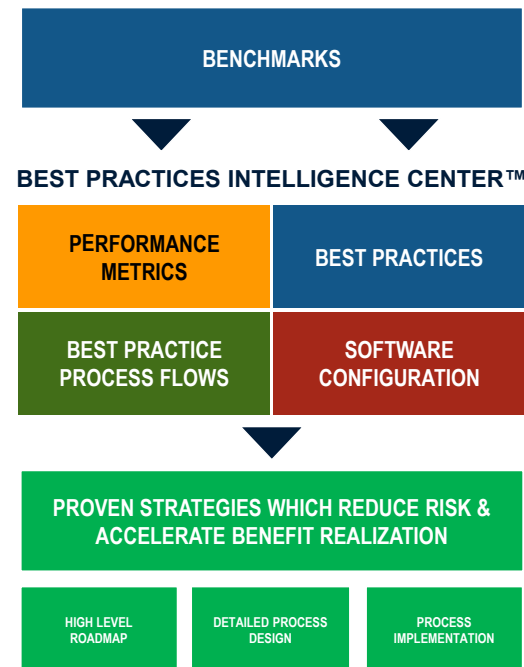 BENCHMARKS
BEST PRACTICES INTELLIGENCE CENTER™
PERFORMANCE
METRICS
BEST PRACTICES
BEST PRACTICE
PROCESS FLOWS
SOFTWARE
CONFIGURATION
PROVEN STRATEGIES WHICH REDUCE RISK &
ACCELERATE BENEFIT REALIZATION
HIGH LEVEL
ROADMAP
DETAILED PROCESS
DESIGN
PROCESS
IMPLEMENTATION